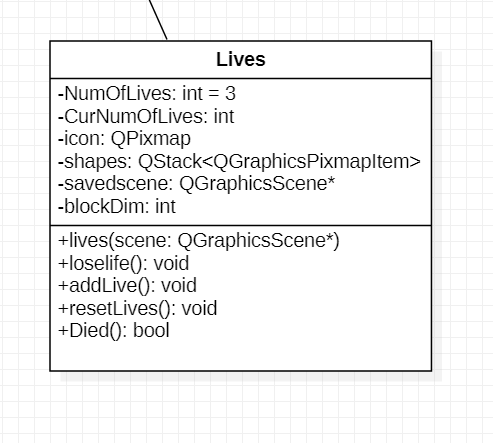 Lives
-NumOfLives: int = 3
-CurNumOfLives: int
-icon: QPixmap
-shapes: QStack<QGraphicsPixmapItem>
-savedscene: QGraphicsScene*
-blockDim: int
+lives(scene: QGraphicsScene*)
+loselife(): void
+addLive(): void
+resetLives(): void
+Died(): bool